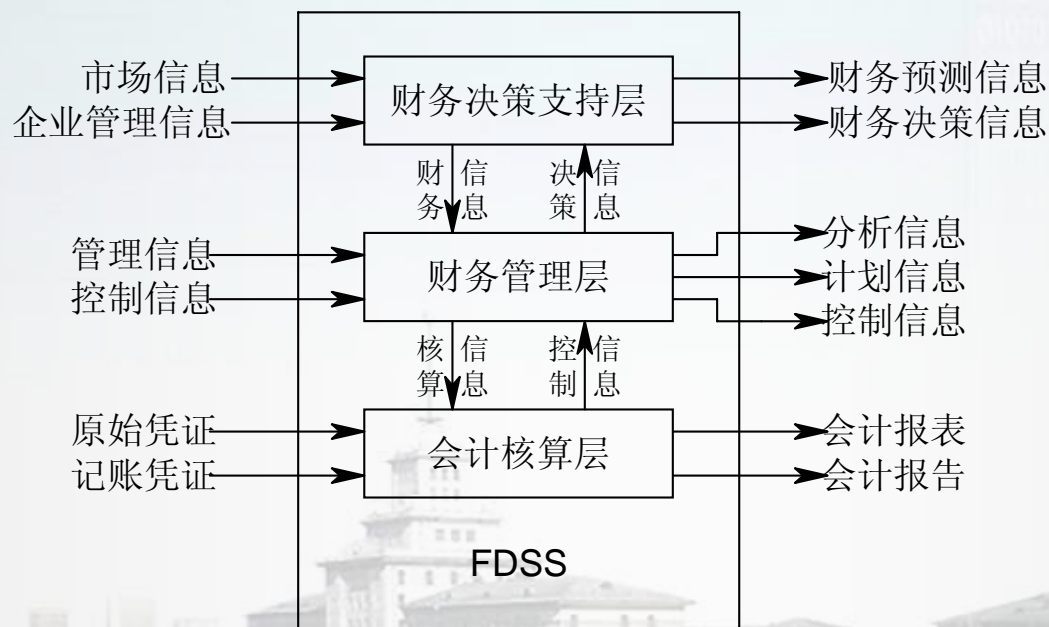 市场信息
企业管理信息
财务决策支持层
财务预测信息
财务决策信息
财务信息
决策信息
管理信息
控制信息
财务管理层
分析信息
计划信息
控制信息
核算信息
控制信息
原始凭证
记账凭证
会计核算层
会计报表
会计报告
FDSS